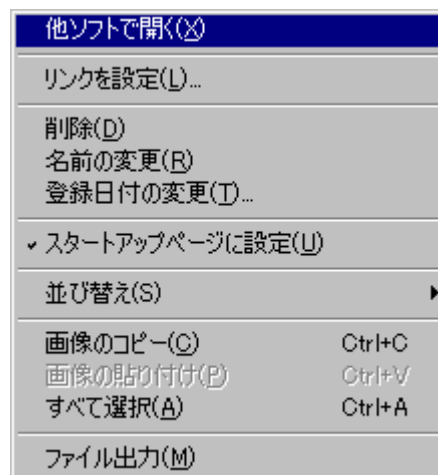 他ソフトで開く(X)
リンクを設定(L)...
削除(D)
名前の変更(R)
登録日付の変更(T)...
スタートアップページに設定(U)
並び替え(S)
画像のコピー(C) Ctrl+C
画像の貼り付け(P) Ctrl+V
すべて選択(A) Ctrl+A
ファイル出力(M)